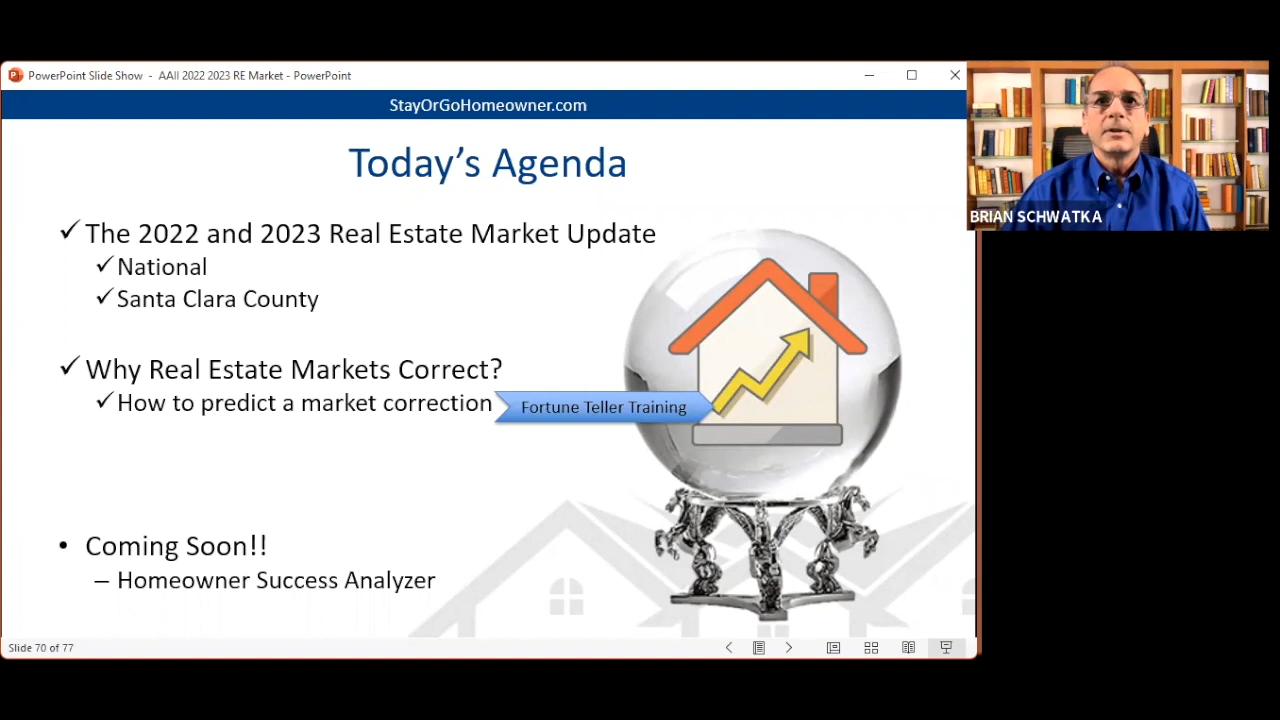 PowerPoint Slide Show - AAII 2022 2023 RE Market - PowerPoint
StayOrGoHomeowner.com
Today's Agenda
✓ The 2022 and 2023 Real Estate Market Update
✓ National
✓ Santa Clara County
✓ Why Real Estate Markets Correct?
✓ How to predict a market correction
Fortune Teller Training
• Coming Soon!!
– Homeowner Success Analyzer
Slide 70 of 77
BRIAN SCHWATKA